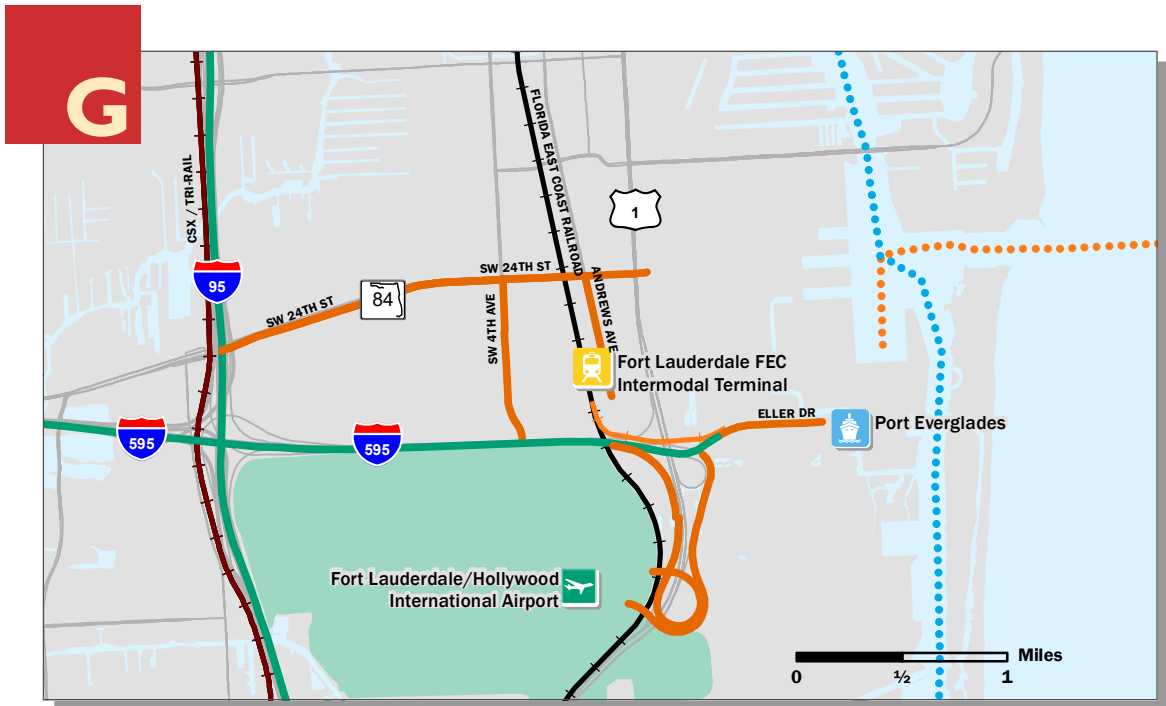 G
FLORIDA EAST COAST RAILROAD
CSX / TRI-RAIL
1
SW 24TH ST
ANDREWS AVE
95
84
SW 24TH ST
SW 4TH AVE
Fort Lauderdale FEC
Intermodal Terminal
ELLER DR
Port Everglades
595
595
Fort Lauderdale/Hollywood
International Airport
Miles
0 ½ 1